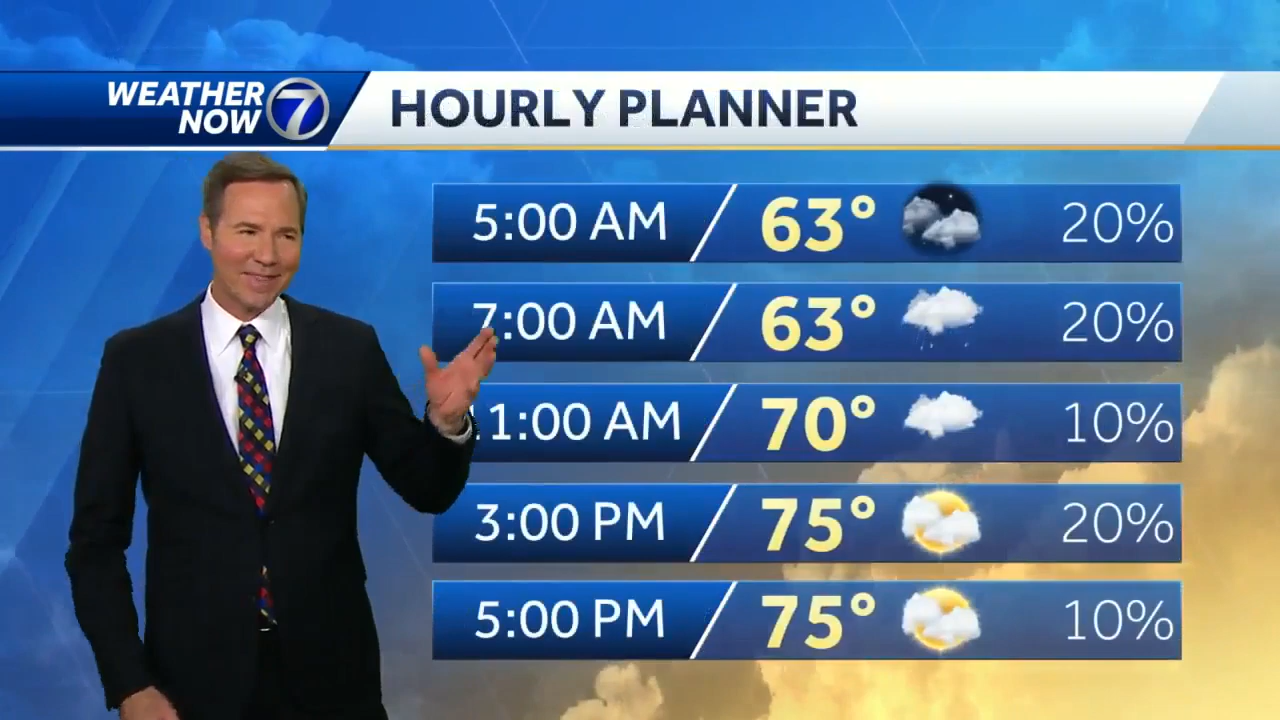 WEATHER
NOW 7
HOURLY PLANNER
5:00 AM 63° 20%
7:00 AM 63° 20%
11:00 AM 70° 10%
3:00 PM 75° 20%
5:00 PM 75° 10%